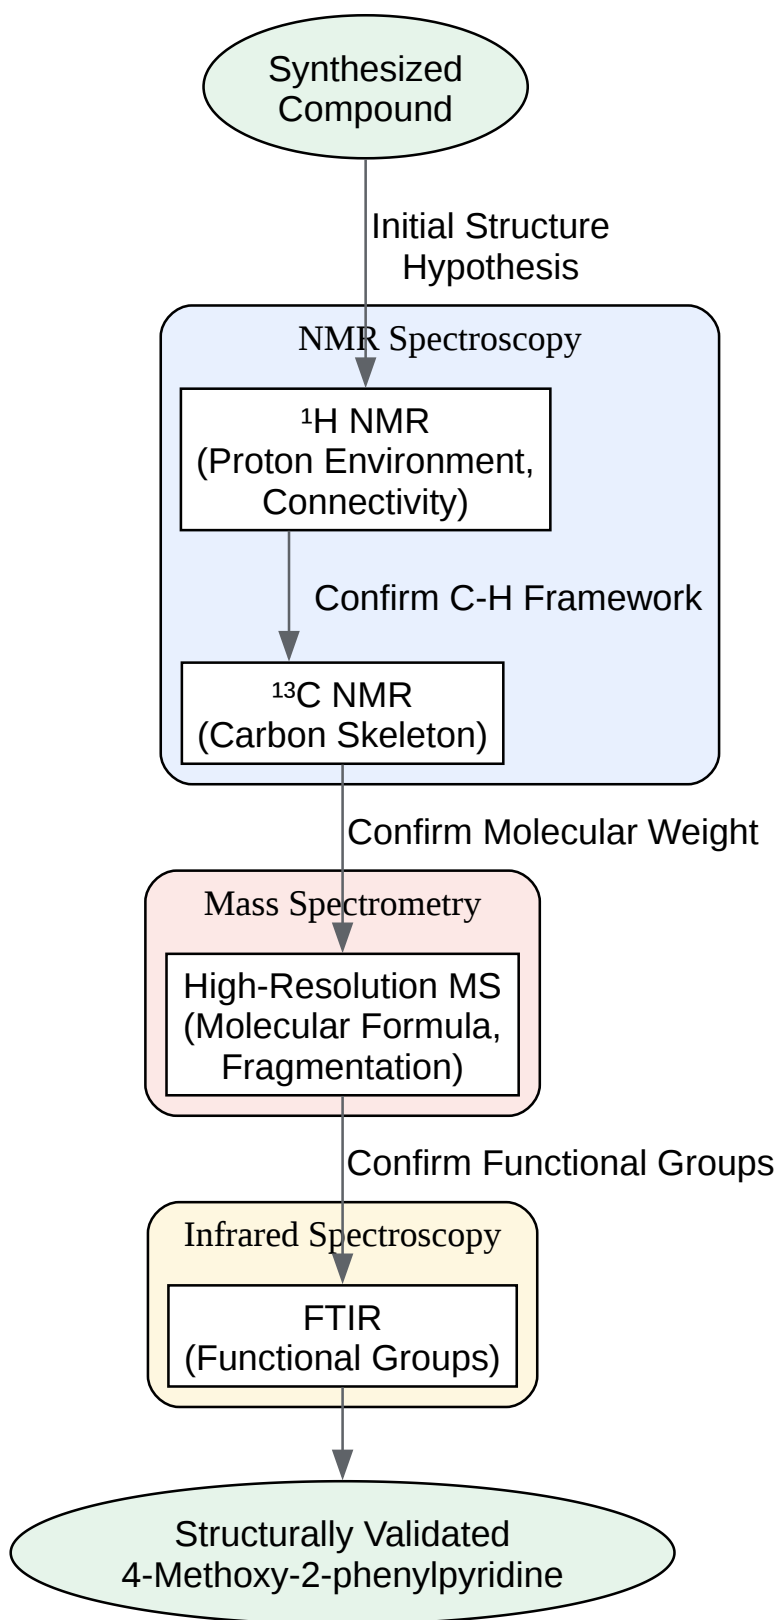 Synthesized
Compound
Initial Structure
Hypothesis
NMR Spectroscopy
¹H NMR
(Proton Environment,
Connectivity)
Confirm C-H Framework
¹³C NMR
(Carbon Skeleton)
Confirm Molecular Weight
Mass Spectrometry
High-Resolution MS
(Molecular Formula,
Fragmentation)
Confirm Functional Groups
Infrared Spectroscopy
FTIR
(Functional Groups)
Structurally Validated
4-Methoxy-2-phenylpyridine